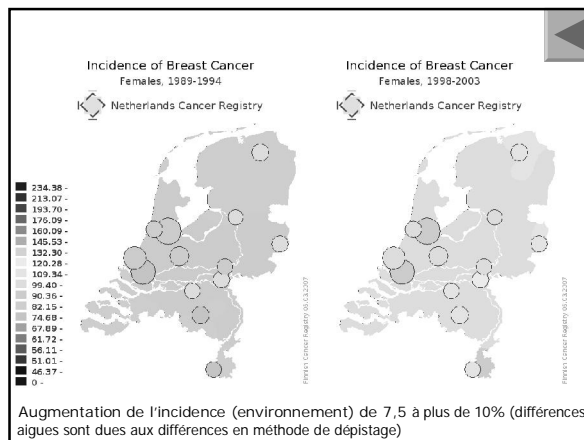 Incidence of Breast Cancer
Females, 1989-1994
Netherlands Cancer Registry
Incidence of Breast Cancer
Females, 1998-2003
Netherlands Cancer Registry
234.38 -
213.07 -
193.70 -
176.09 -
160.09 -
145.53 -
132.30 -
120.28 -
109.34 -
99.40 -
90.36 -
82.15 -
74.68 -
67.89 -
61.72 -
56.11 -
51.01 -
46.37 -
0 -
Augmentation de l'incidence (environnement) de 7,5 à plus de 10% (différences
aigues sont dues aux différences en méthode de dépistage)